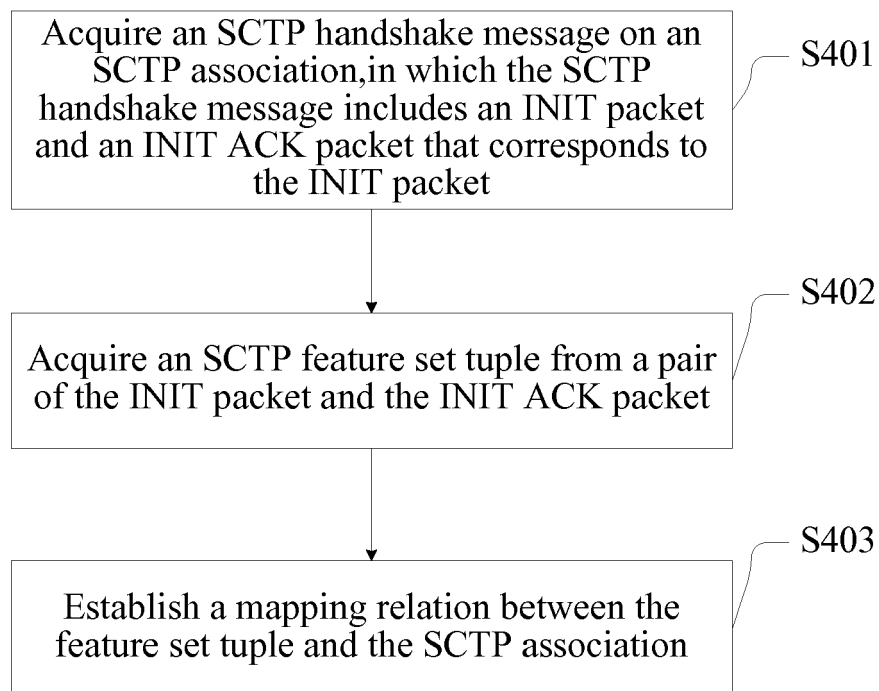 Acquire an SCTP handshake message on an
SCTP association,in which the SCTP
handshake message includes an INIT packet
and an INIT ACK packet that corresponds to
the INIT packet
S401
Acquire an SCTP feature set tuple from a pair
of the INIT packet and the INIT ACK packet
S402
Establish a mapping relation between the
feature set tuple and the SCTP association
S403